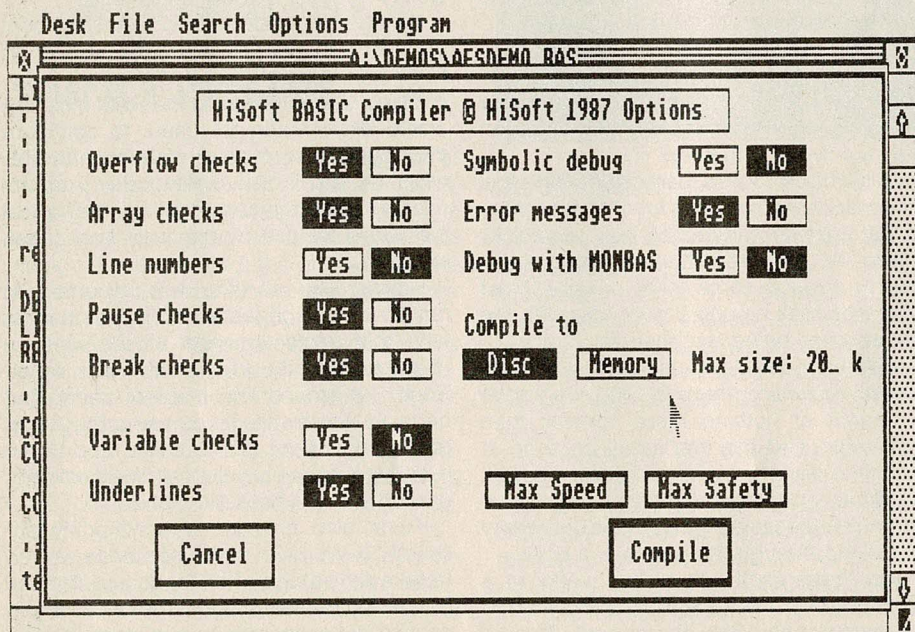 Desk File Search Options Program
A:\DEMOS\AESDEMO.BAS
HiSoft BASIC Compiler @ HiSoft 1987 Options
Overflow checks Yes No
Symbolic debug Yes No
Array checks Yes No
Error messages Yes No
Line numbers Yes No
Debug with MONBAS Yes No
Pause checks Yes No
Compile to
Break checks Yes No
Disc Memory Max size: 20_ k
Variable checks Yes No
Underlines Yes No
Max Speed Max Safety
Cancel
Compile